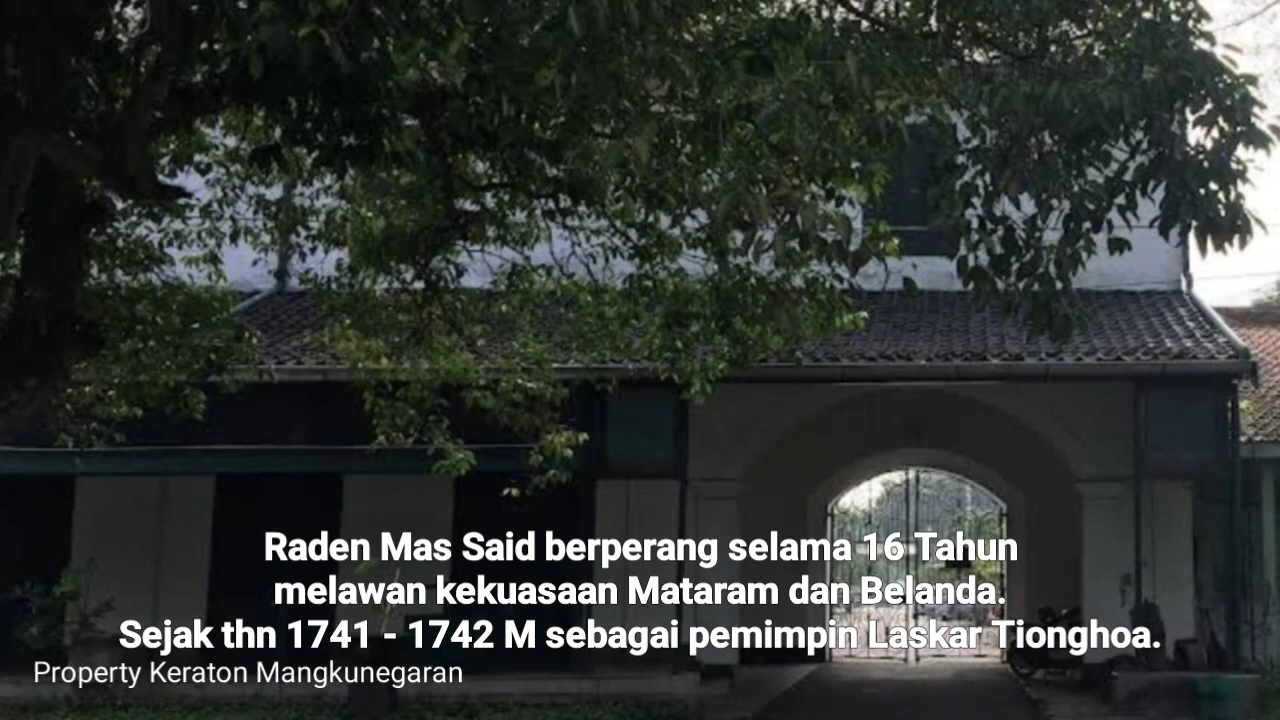 Raden Mas Said berperang selama 16 Tahun
melawan kekuasaan Mataram dan Belanda.
Sejak thn 1741 - 1742 M sebagai pemimpin Laskar Tionghoa.
Property Keraton Mangkunegaran